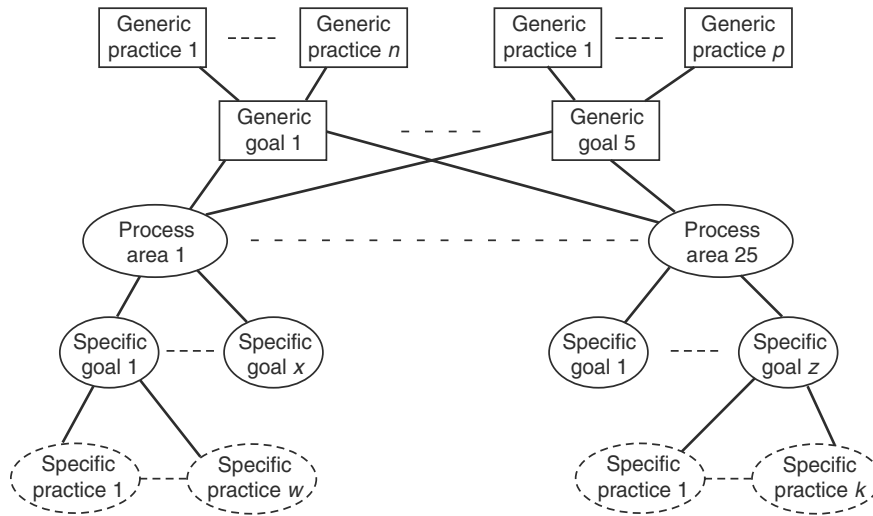 Generic
practice 1
Generic
practice n
Generic
practice 1
Generic
practice p
Generic
goal 1
Generic
goal 5
Process
area 1
Process
area 25
Specific
goal 1
Specific
goal x
Specific
goal 1
Specific
goal z
Specific
practice 1
Specific
practice w
Specific
practice 1
Specific
practice k